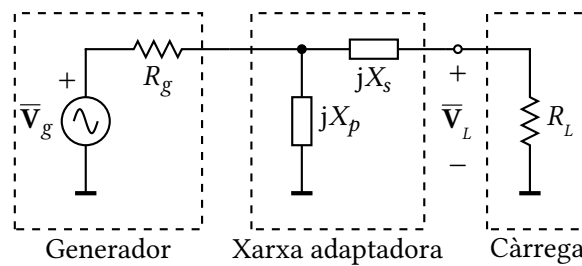 +
R_g
jX_s
V̅_g
jX_p
+
V̅_L
−
R_L
Generador
Xarxa adaptadora
Càrrega